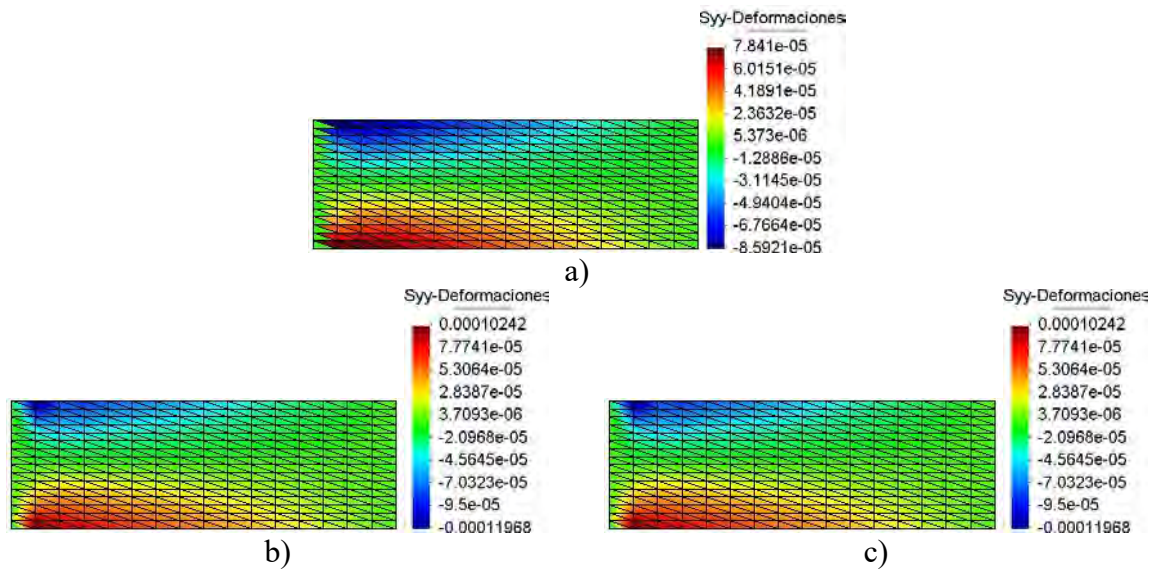 Syy-Deformaciones
7.841e-05
6.0151e-05
4.1891e-05
2.3632e-05
5.373e-06
-1.2886e-05
-3.1145e-05
-4.9404e-05
-6.7664e-05
-8.5921e-05
a)
Syy-Deformaciones
0.00010242
7.7741e-05
5.3064e-05
2.8387e-05
3.7093e-06
-2.0968e-05
-4.5645e-05
-7.0323e-05
-9.5e-05
-0.00011968
b)
Syy-Deformaciones
0.00010242
7.7741e-05
5.3064e-05
2.8387e-05
3.7093e-06
-2.0968e-05
-4.5645e-05
-7.0323e-05
-9.5e-05
-0.00011968
c)